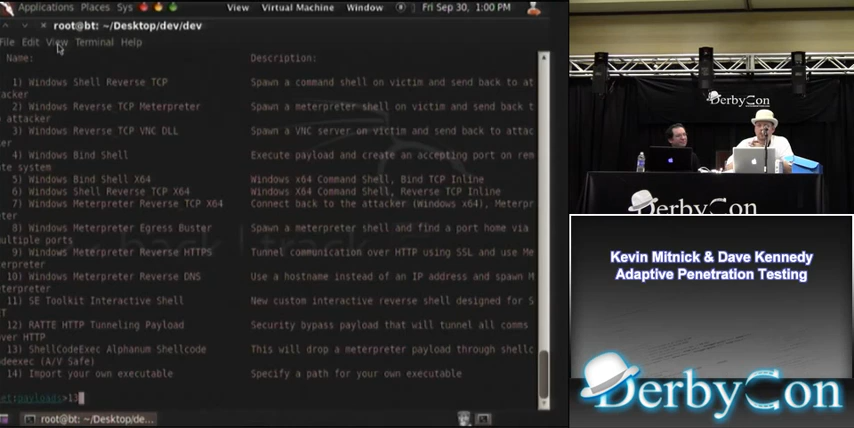 Applications Places Sys
View Virtual Machine Window Fri Sep 30, 1:00 PM
root@bt: ~/Desktop/dev/dev
File Edit View Terminal Help
Name: Description:
1) Windows Shell Reverse TCP Spawn a command shell on victim and send back to at
tacker
2) Windows Reverse TCP Meterpreter Spawn a meterpreter shell on victim and send back t
o attacker
3) Windows Reverse TCP VNC DLL Spawn a VNC server on victim and send back to attac
ker
4) Windows Bind Shell Execute payload and create an accepting port on rem
ote system
5) Windows Bind Shell X64 Windows x64 Command Shell, Bind TCP Inline
6) Windows Shell Reverse TCP X64 Windows x64 Command Shell, Reverse TCP Inline
7) Windows Meterpreter Reverse TCP X64 Connect back to the attacker (Windows x64), Meterpr
eter
8) Windows Meterpreter Egress Buster Spawn a meterpreter shell and find a port home via
multiple ports
9) Windows Meterpreter Reverse HTTPS Tunnel communication over HTTP using SSL and use Me
terpreter
10) Windows Meterpreter Reverse DNS Use a hostname instead of an IP address and spawn M
eterpreter
11) SE Toolkit Interactive Shell New custom interactive reverse shell designed for S
ET
12) RATTE HTTP Tunneling Payload Security bypass payload that will tunnel all comms
over HTTP
13) ShellCodeExec Alphanum Shellcode This will drop a meterpreter payload through shellc
odeexec (A/V Safe)
14) Import your own executable Specify a path for your own executable
set:payloads>13
root@bt: ~/Desktop/de...
back | track
DerbyCon
DerbyCon
Kevin Mitnick & Dave Kennedy
Adaptive Penetration Testing
DerbyCon